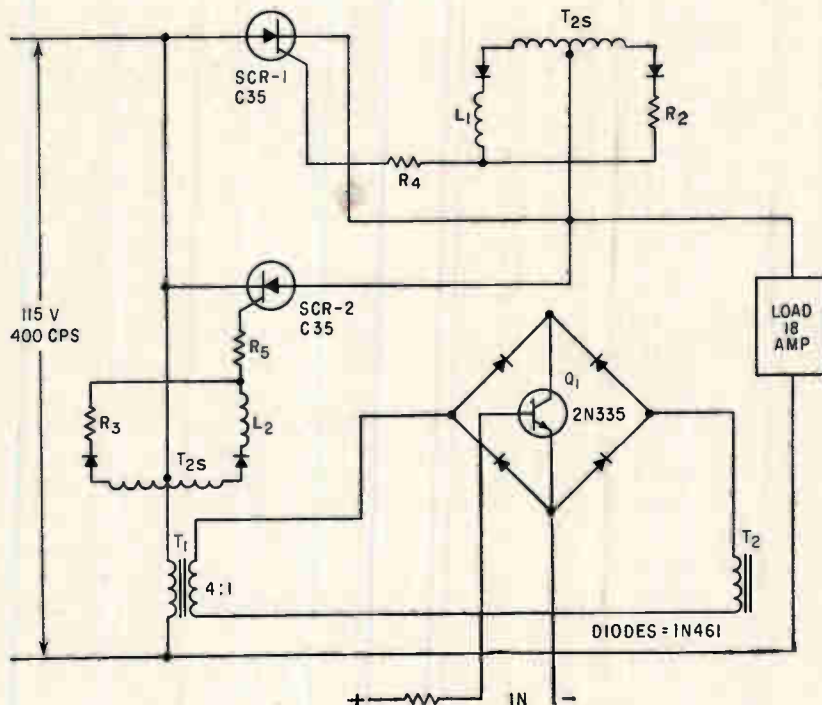 T2S
SCR-1
C35
L1
R2
R4
115 V
400 CPS
SCR-2
C35
LOAD
18
AMP
R5
Q1
2N335
R3
L2
T2S
T1
T2
4:1
DIODES = 1N461
+ IN -